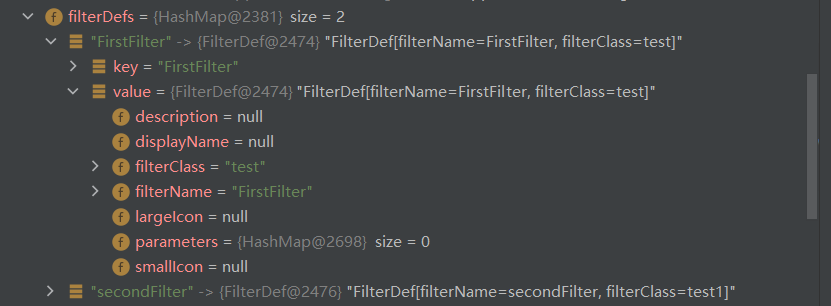 filterDefs = {HashMap@2381} size = 2
"FirstFilter" -> {FilterDef@2474} "FilterDef[filterName=FirstFilter, filterClass=test]"
key = "FirstFilter"
value = {FilterDef@2474} "FilterDef[filterName=FirstFilter, filterClass=test]"
f description = null
f displayName = null
f filterClass = "test"
f filterName = "FirstFilter"
f largeIcon = null
f parameters = {HashMap@2698} size = 0
f smallIcon = null
"secondFilter" -> {FilterDef@2476} "FilterDef[filterName=secondFilter, filterClass=test1]"